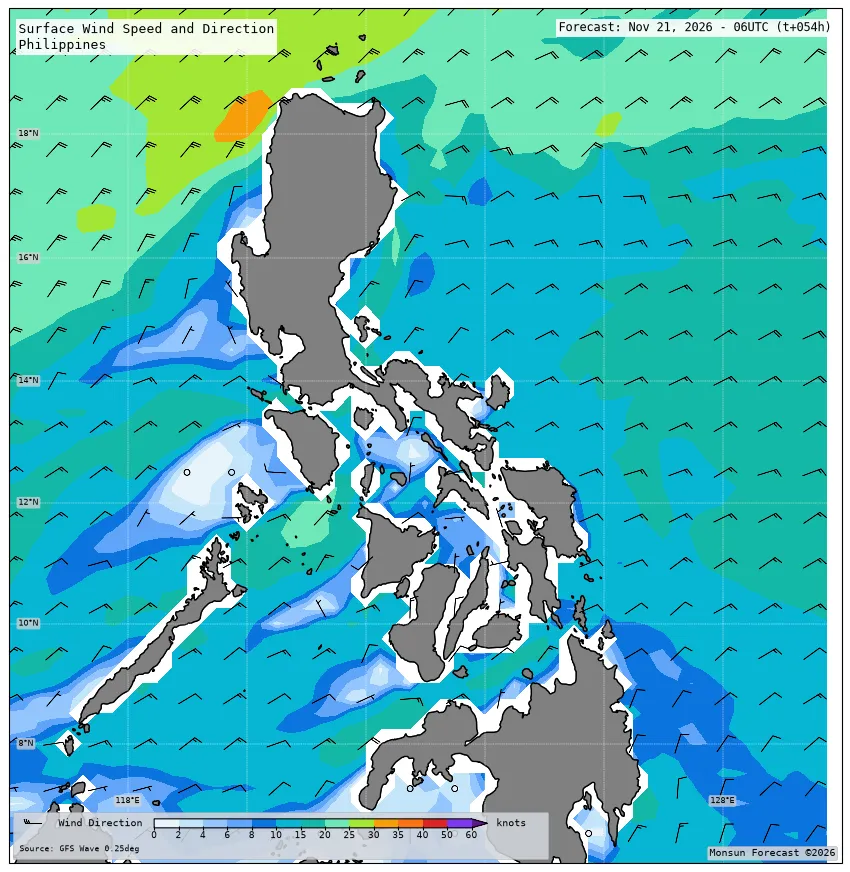 Surface Wind Speed and Direction
Philippines
Forecast: Nov 21, 2026 - 06UTC (t+054h)
18°N
16°N
14°N
12°N
10°N
8°N
118°E
128°E
Wind Direction
0 2 4 6 8 10 15 20 25 30 35 40 50 60
knots
Source: GFS Wave 0.25deg
Monsun Forecast ©2026